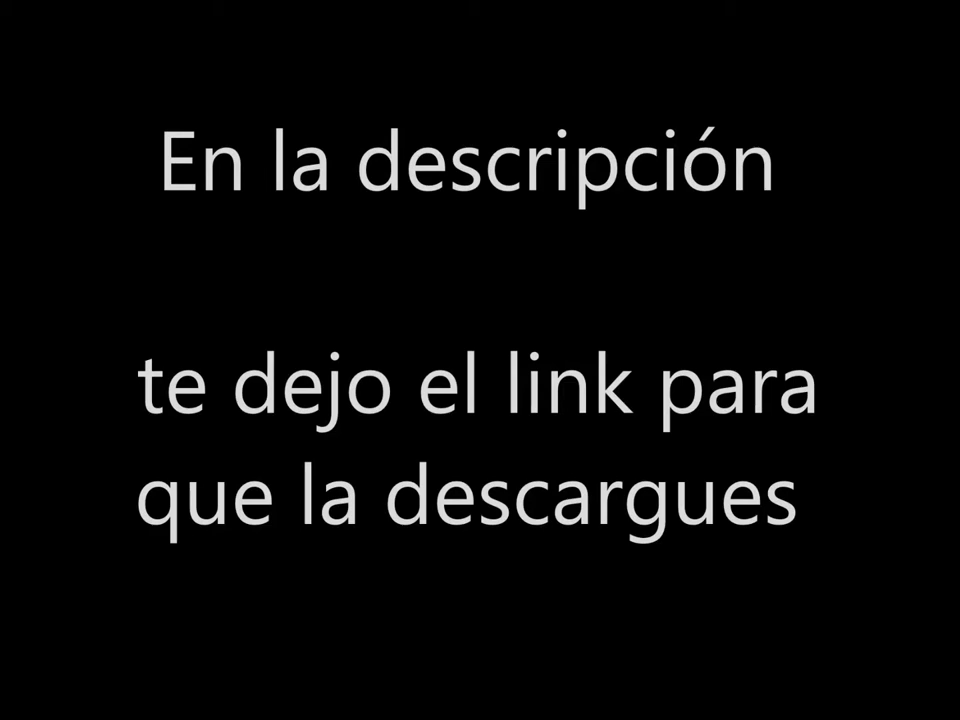 En la descripción
te dejo el link para
que la descargues